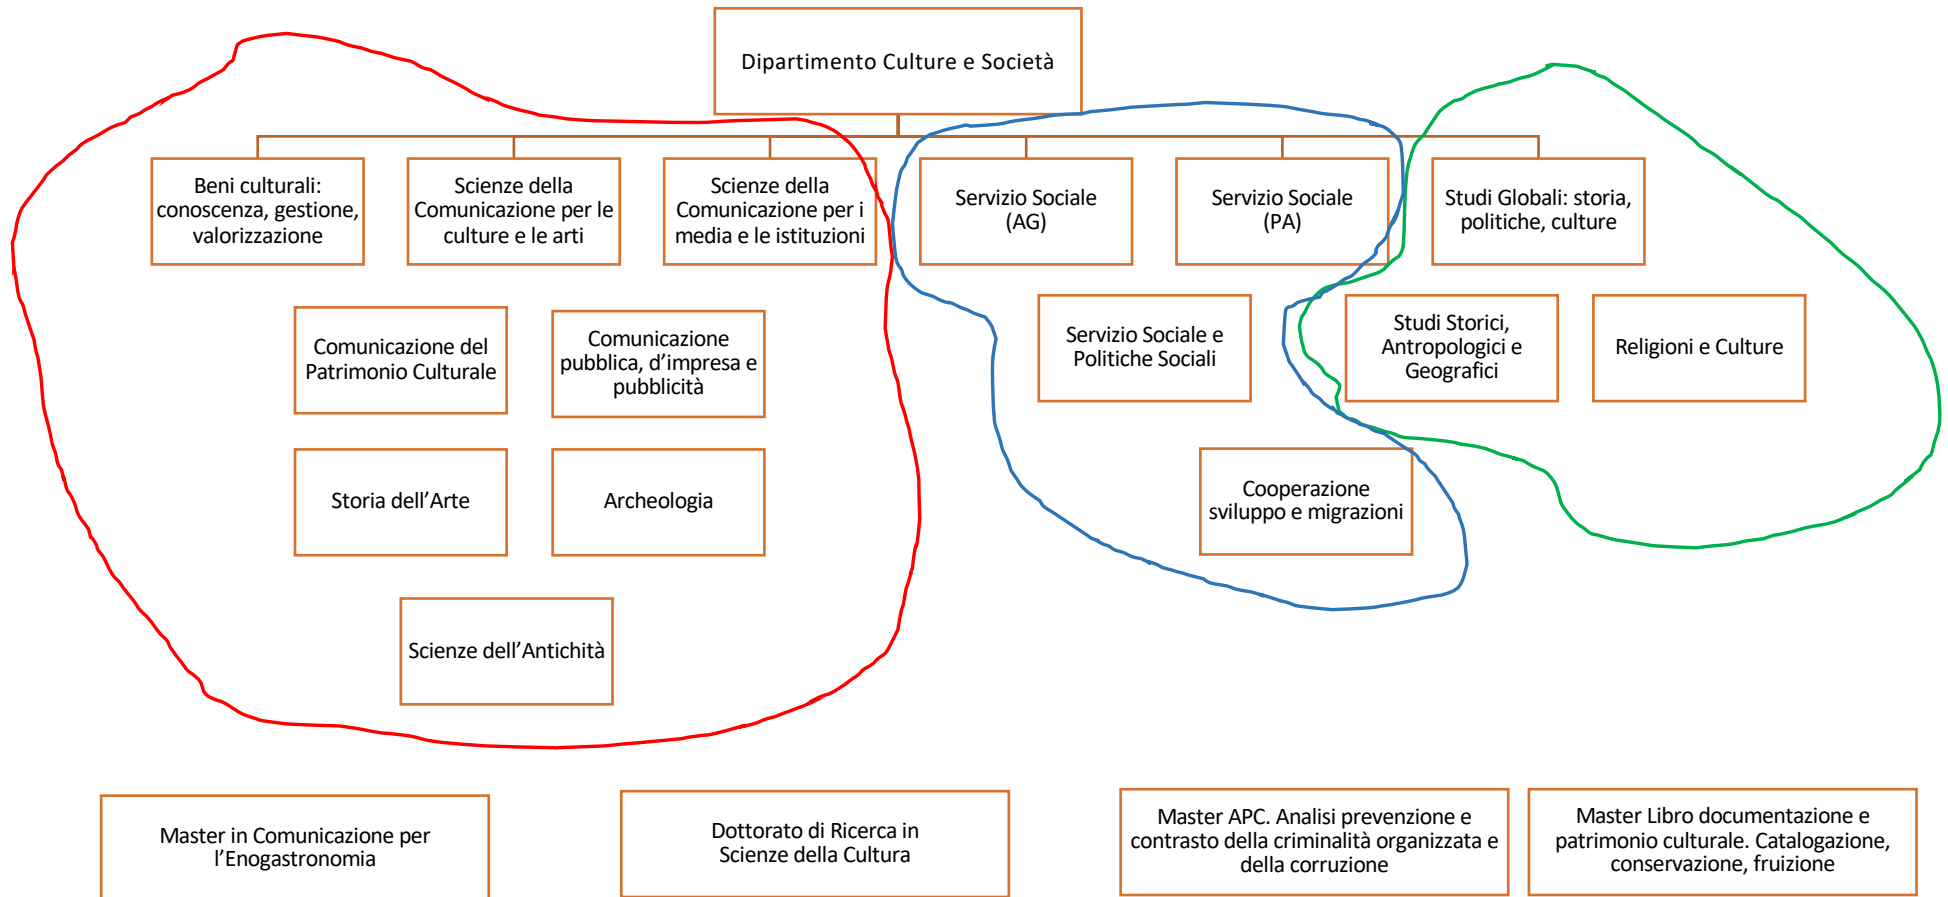 Dipartimento Culture e Società
Beni culturali:
conoscenza, gestione,
valorizzazione
Scienze della
Comunicazione per le
culture e le arti
Scienze della
Comunicazione per i
media e le istituzioni
Servizio Sociale
(AG)
Servizio Sociale
(PA)
Studi Globali: storia,
politiche, culture
Comunicazione del
Patrimonio Culturale
Comunicazione
pubblica, d’impresa e
pubblicità
Servizio Sociale e
Politiche Sociali
Studi Storici,
Antropologici e
Geografici
Religioni e Culture
Storia dell’Arte
Archeologia
Cooperazione
sviluppo e migrazioni
Scienze dell’Antichità
Master in Comunicazione per
l’Enogastronomia
Dottorato di Ricerca in
Scienze della Cultura
Master APC. Analisi prevenzione e
contrasto della criminalità organizzata e
della corruzione
Master Libro documentazione e
patrimonio culturale. Catalogazione,
conservazione, fruizione